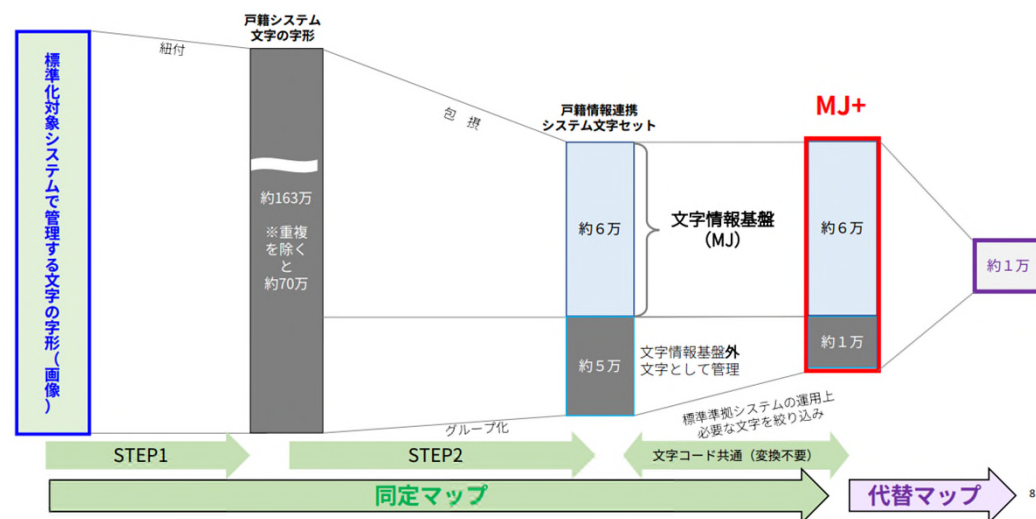 標準化対象システムで管理する文字の字形(画像)
紐付
戸籍システム
文字の字形
約163万
※重複
を除く
と
約70万
包 摂
グループ化
戸籍情報連携
システム文字セット
約6万
約5万
文字情報基盤
(MJ)
文字情報基盤外
文字として管理
MJ+
約6万
約1万
標準準拠システムの運用上
必要な文字を絞り込み
約1万
STEP1
STEP2
文字コード共通(変換不要)
同定マップ
代替マップ
8